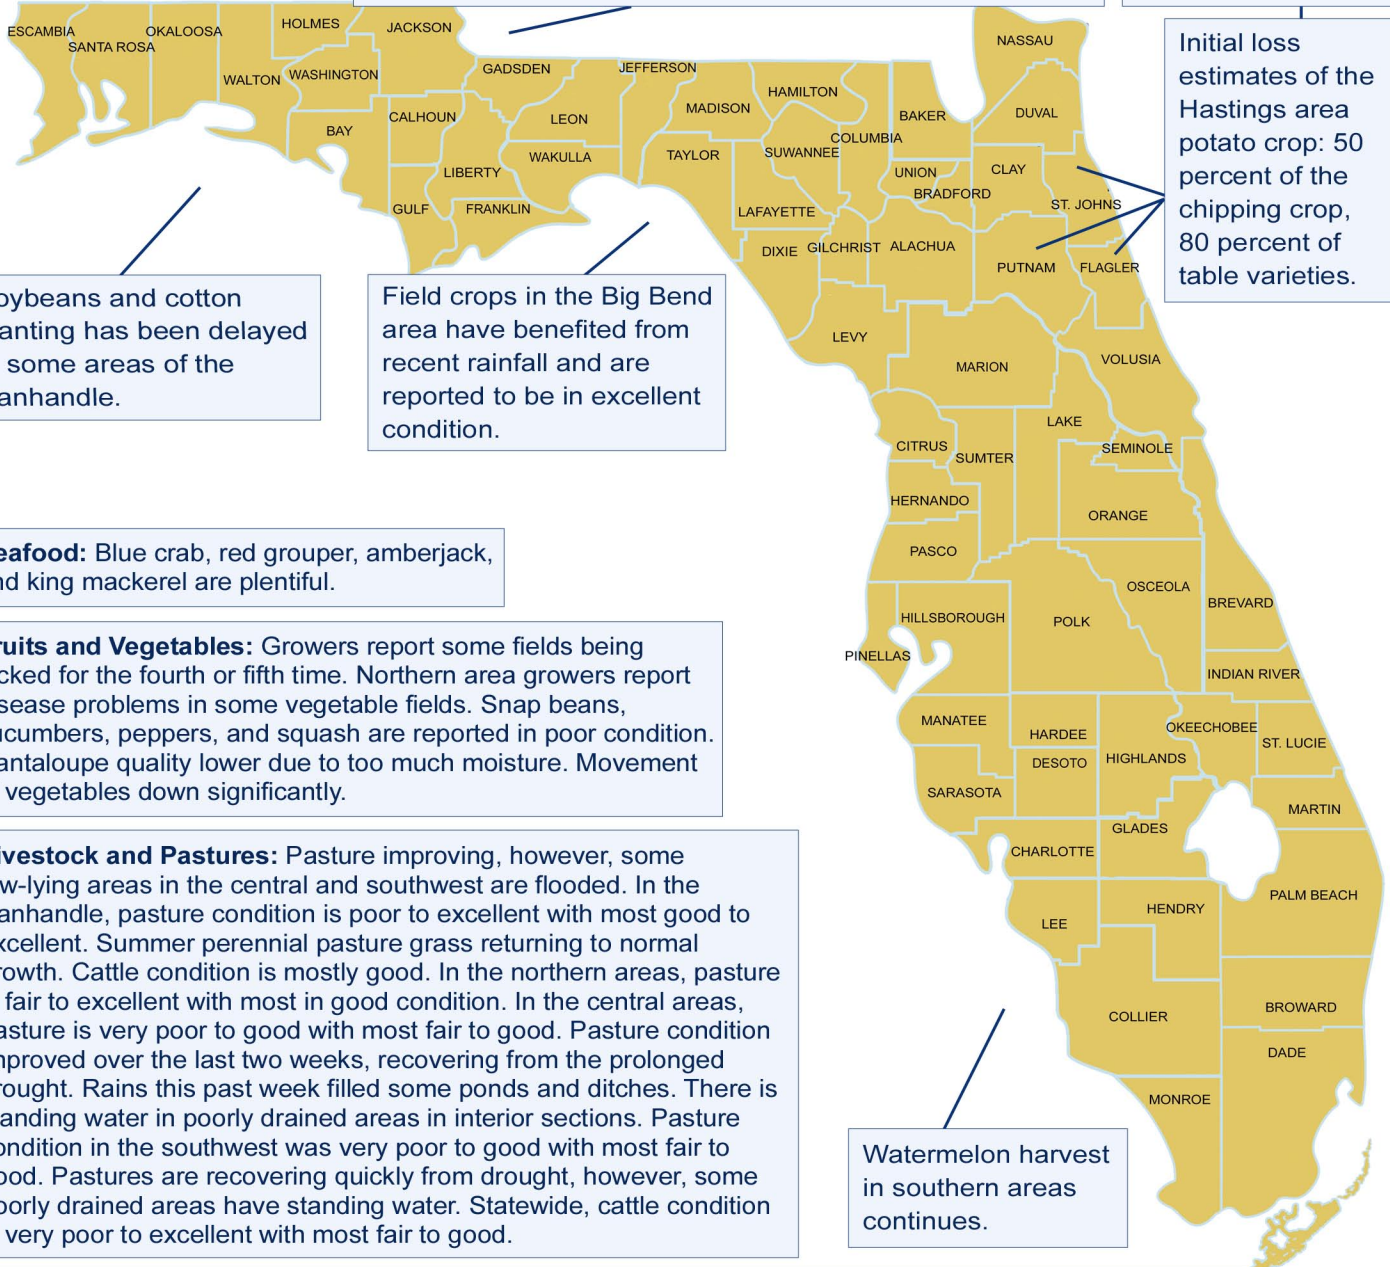 ESCAMBIA
SANTA ROSA
OKALOOSA
HOLMES
JACKSON
WALTON
WASHINGTON
BAY
CALHOUN
GADSDEN
LEON
LIBERTY
WAKULLA
GULF
FRANKLIN
JEFFERSON
MADISON
TAYLOR
HAMILTON
SUWANNEE
COLUMBIA
LAFAYETTE
DIXIE
GILCHRIST
BAKER
UNION
BRADFORD
ALACHUA
NASSAU
DUVAL
CLAY
ST. JOHNS
PUTNAM
FLAGLER
Initial loss
estimates of the
Hastings area
potato crop: 50
percent of the
chipping crop,
80 percent of
table varieties.
oybeans and cotton
anting has been delayed
some areas of the
anhandle.
Field crops in the Big Bend
area have benefited from
recent rainfall and are
reported to be in excellent
condition.
LEVY
MARION
VOLUSIA
CITRUS
SUMTER
LAKE
SEMINOLE
HERNANDO
ORANGE
PASCO
OSCEOLA
BREVARD
HILLSBOROUGH
POLK
PINELLAS
INDIAN RIVER
MANATEE
HARDEE
OKEECHOBEE
ST. LUCIE
DESOTO
HIGHLANDS
SARASOTA
MARTIN
GLADES
CHARLOTTE
PALM BEACH
LEE
HENDRY
COLLIER
BROWARD
DADE
MONROE
eafood: Blue crab, red grouper, amberjack,
nd king mackerel are plentiful.
ruits and Vegetables: Growers report some fields being
cked for the fourth or fifth time. Northern area growers report
sease problems in some vegetable fields. Snap beans,
ucumbers, peppers, and squash are reported in poor condition.
antaloupe quality lower due to too much moisture. Movement
vegetables down significantly.
ivestock and Pastures: Pasture improving, however, some
w-lying areas in the central and southwest are flooded. In the
anhandle, pasture condition is poor to excellent with most good to
xcellent. Summer perennial pasture grass returning to normal
rowth. Cattle condition is mostly good. In the northern areas, pasture
fair to excellent with most in good condition. In the central areas,
asture is very poor to good with most fair to good. Pasture condition
mproved over the last two weeks, recovering from the prolonged
rought. Rains this past week filled some ponds and ditches. There is
anding water in poorly drained areas in interior sections. Pasture
ondition in the southwest was very poor to good with most fair to
ood. Pastures are recovering quickly from drought, however, some
oorly drained areas have standing water. Statewide, cattle condition
very poor to excellent with most fair to good.
Watermelon harvest
in southern areas
continues.